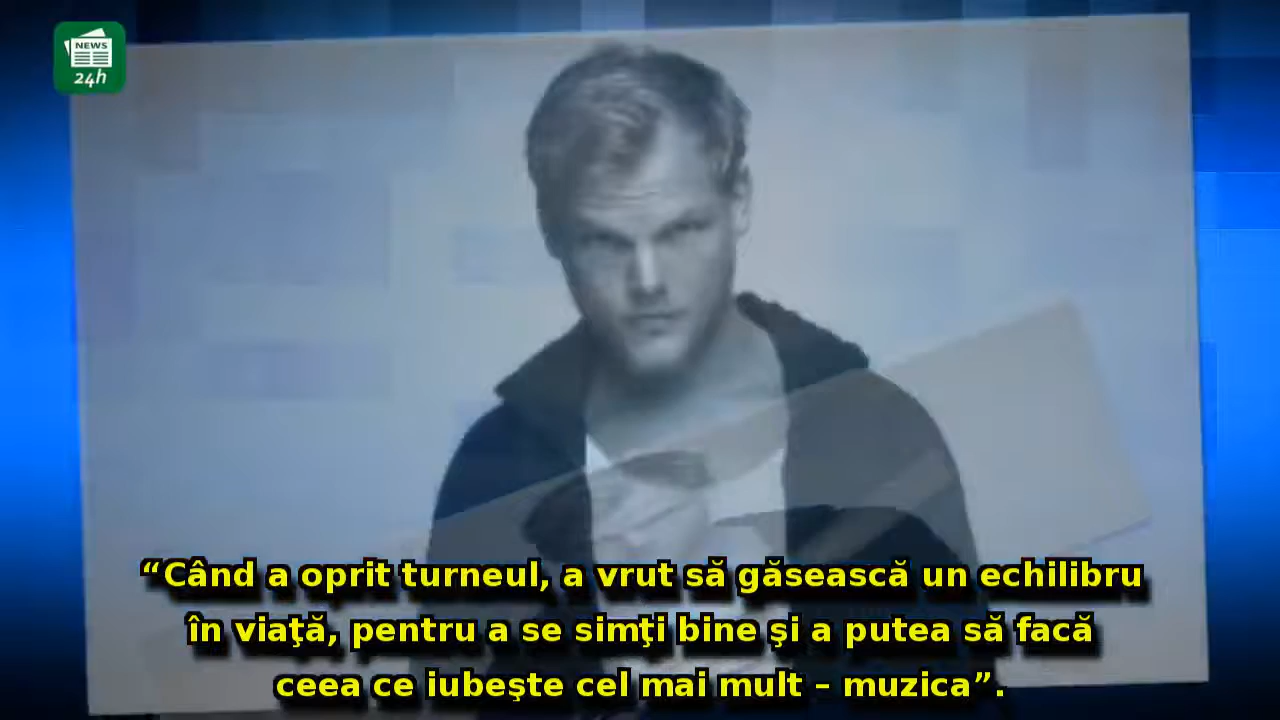 NEWS
24h
“Când a oprit turneul, a vrut să găsească un echilibru
în viaţă, pentru a se simţi bine şi a putea să facă
ceea ce iubeşte cel mai mult – muzica”.